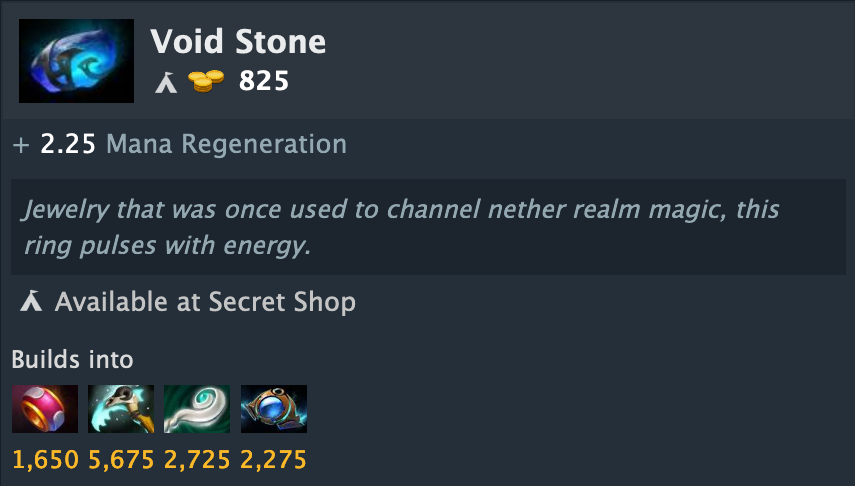 Void Stone
825
+ 2.25 Mana Regeneration
Jewelry that was once used to channel nether realm magic, this
ring pulses with energy.
Available at Secret Shop
Builds into
1,650 5,675 2,725 2,275